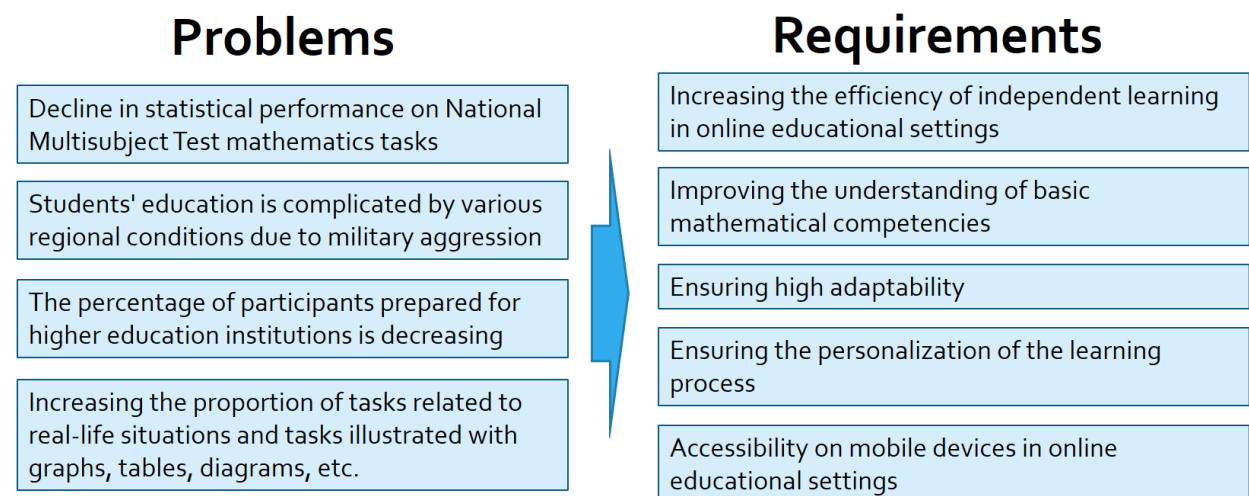 Problems
Decline in statistical performance on National
Multisubject Test mathematics tasks
Students' education is complicated by various
regional conditions due to military aggression
The percentage of participants prepared for
higher education institutions is decreasing
Increasing the proportion of tasks related to
real-life situations and tasks illustrated with
graphs, tables, diagrams, etc.
Requirements
Increasing the efficiency of independent learning
in online educational settings
Improving the understanding of basic
mathematical competencies
Ensuring high adaptability
Ensuring the personalization of the learning
process
Accessibility on mobile devices in online
educational settings